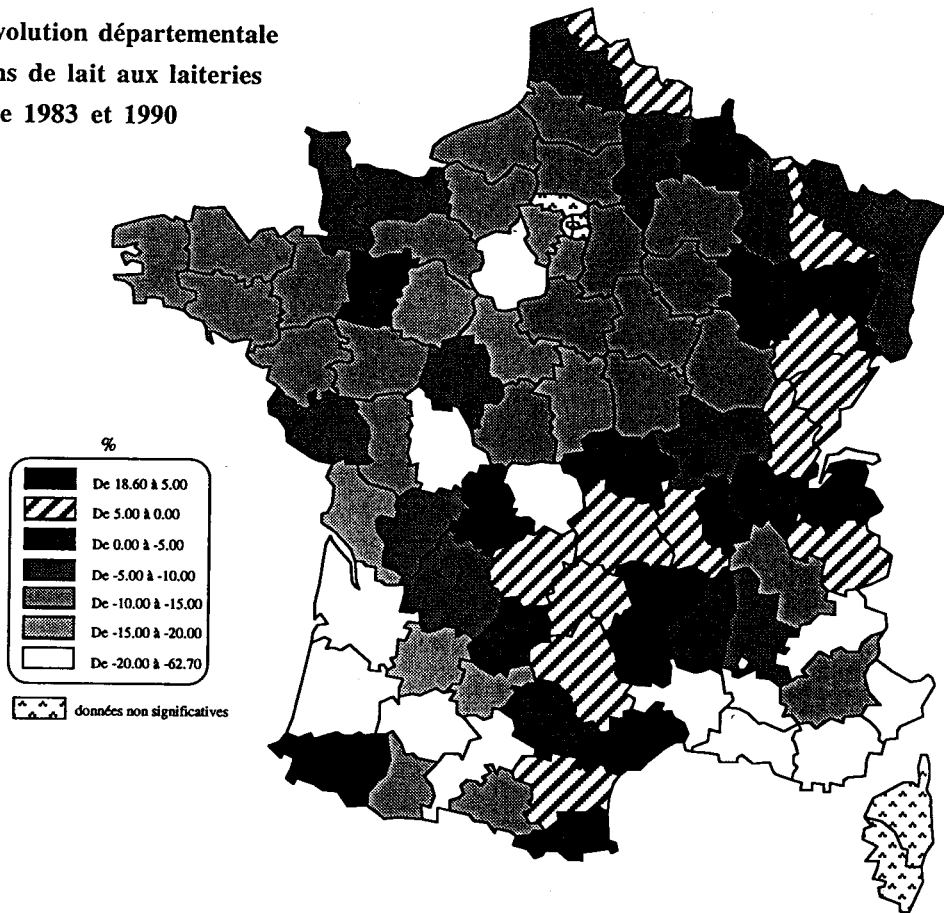 volution départementale
ns de lait aux laiteries
e 1983 et 1990
%
De 18.60 à 5.00
De 5.00 à 0.00
De 0.00 à -5.00
De -5.00 à -10.00
De -10.00 à -15.00
De -15.00 à -20.00
De -20.00 à -62.70
données non significatives